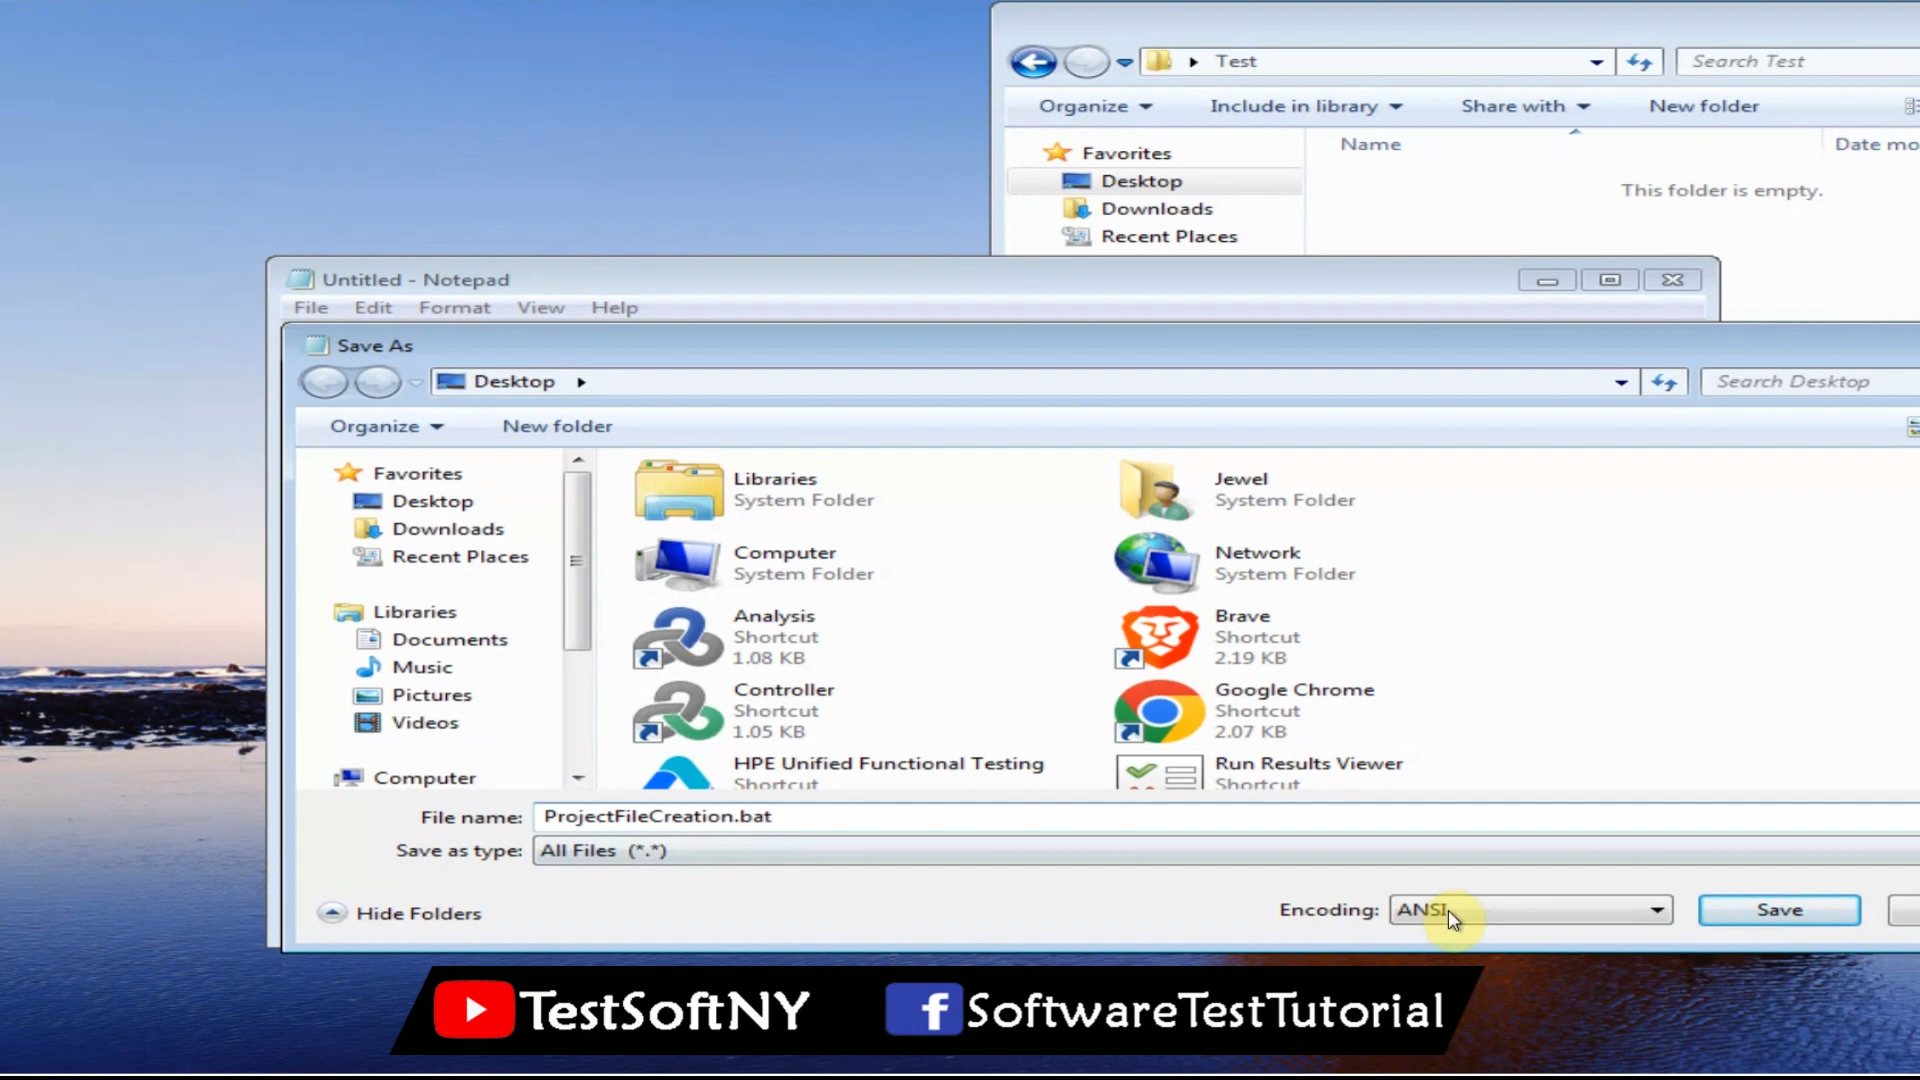 Test
Search Test
Organize
Include in library
Share with
New folder
Name
Date mo
Favorites
This folder is empty.
Desktop
Downloads
Recent Places
Untitled - Notepad
File Edit Format View Help
Save As
Desktop
Search Desktop
Organize
New folder
Favorites
Desktop
Downloads
Recent Places
Libraries
Documents
Music
Pictures
Videos
Computer
Libraries
System Folder
Jewel
System Folder
Computer
System Folder
Network
System Folder
Analysis
Shortcut
1.08 KB
Brave
Shortcut
2.19 KB
Controller
Shortcut
1.05 KB
Google Chrome
Shortcut
2.07 KB
HPE Unified Functional Testing
Shortcut
Run Results Viewer
Shortcut
File name: ProjectFileCreation.bat
Save as type: All Files (*.*)
Hide Folders
Encoding: ANSI
Save
TestSoftNY
SoftwareTestTutorial